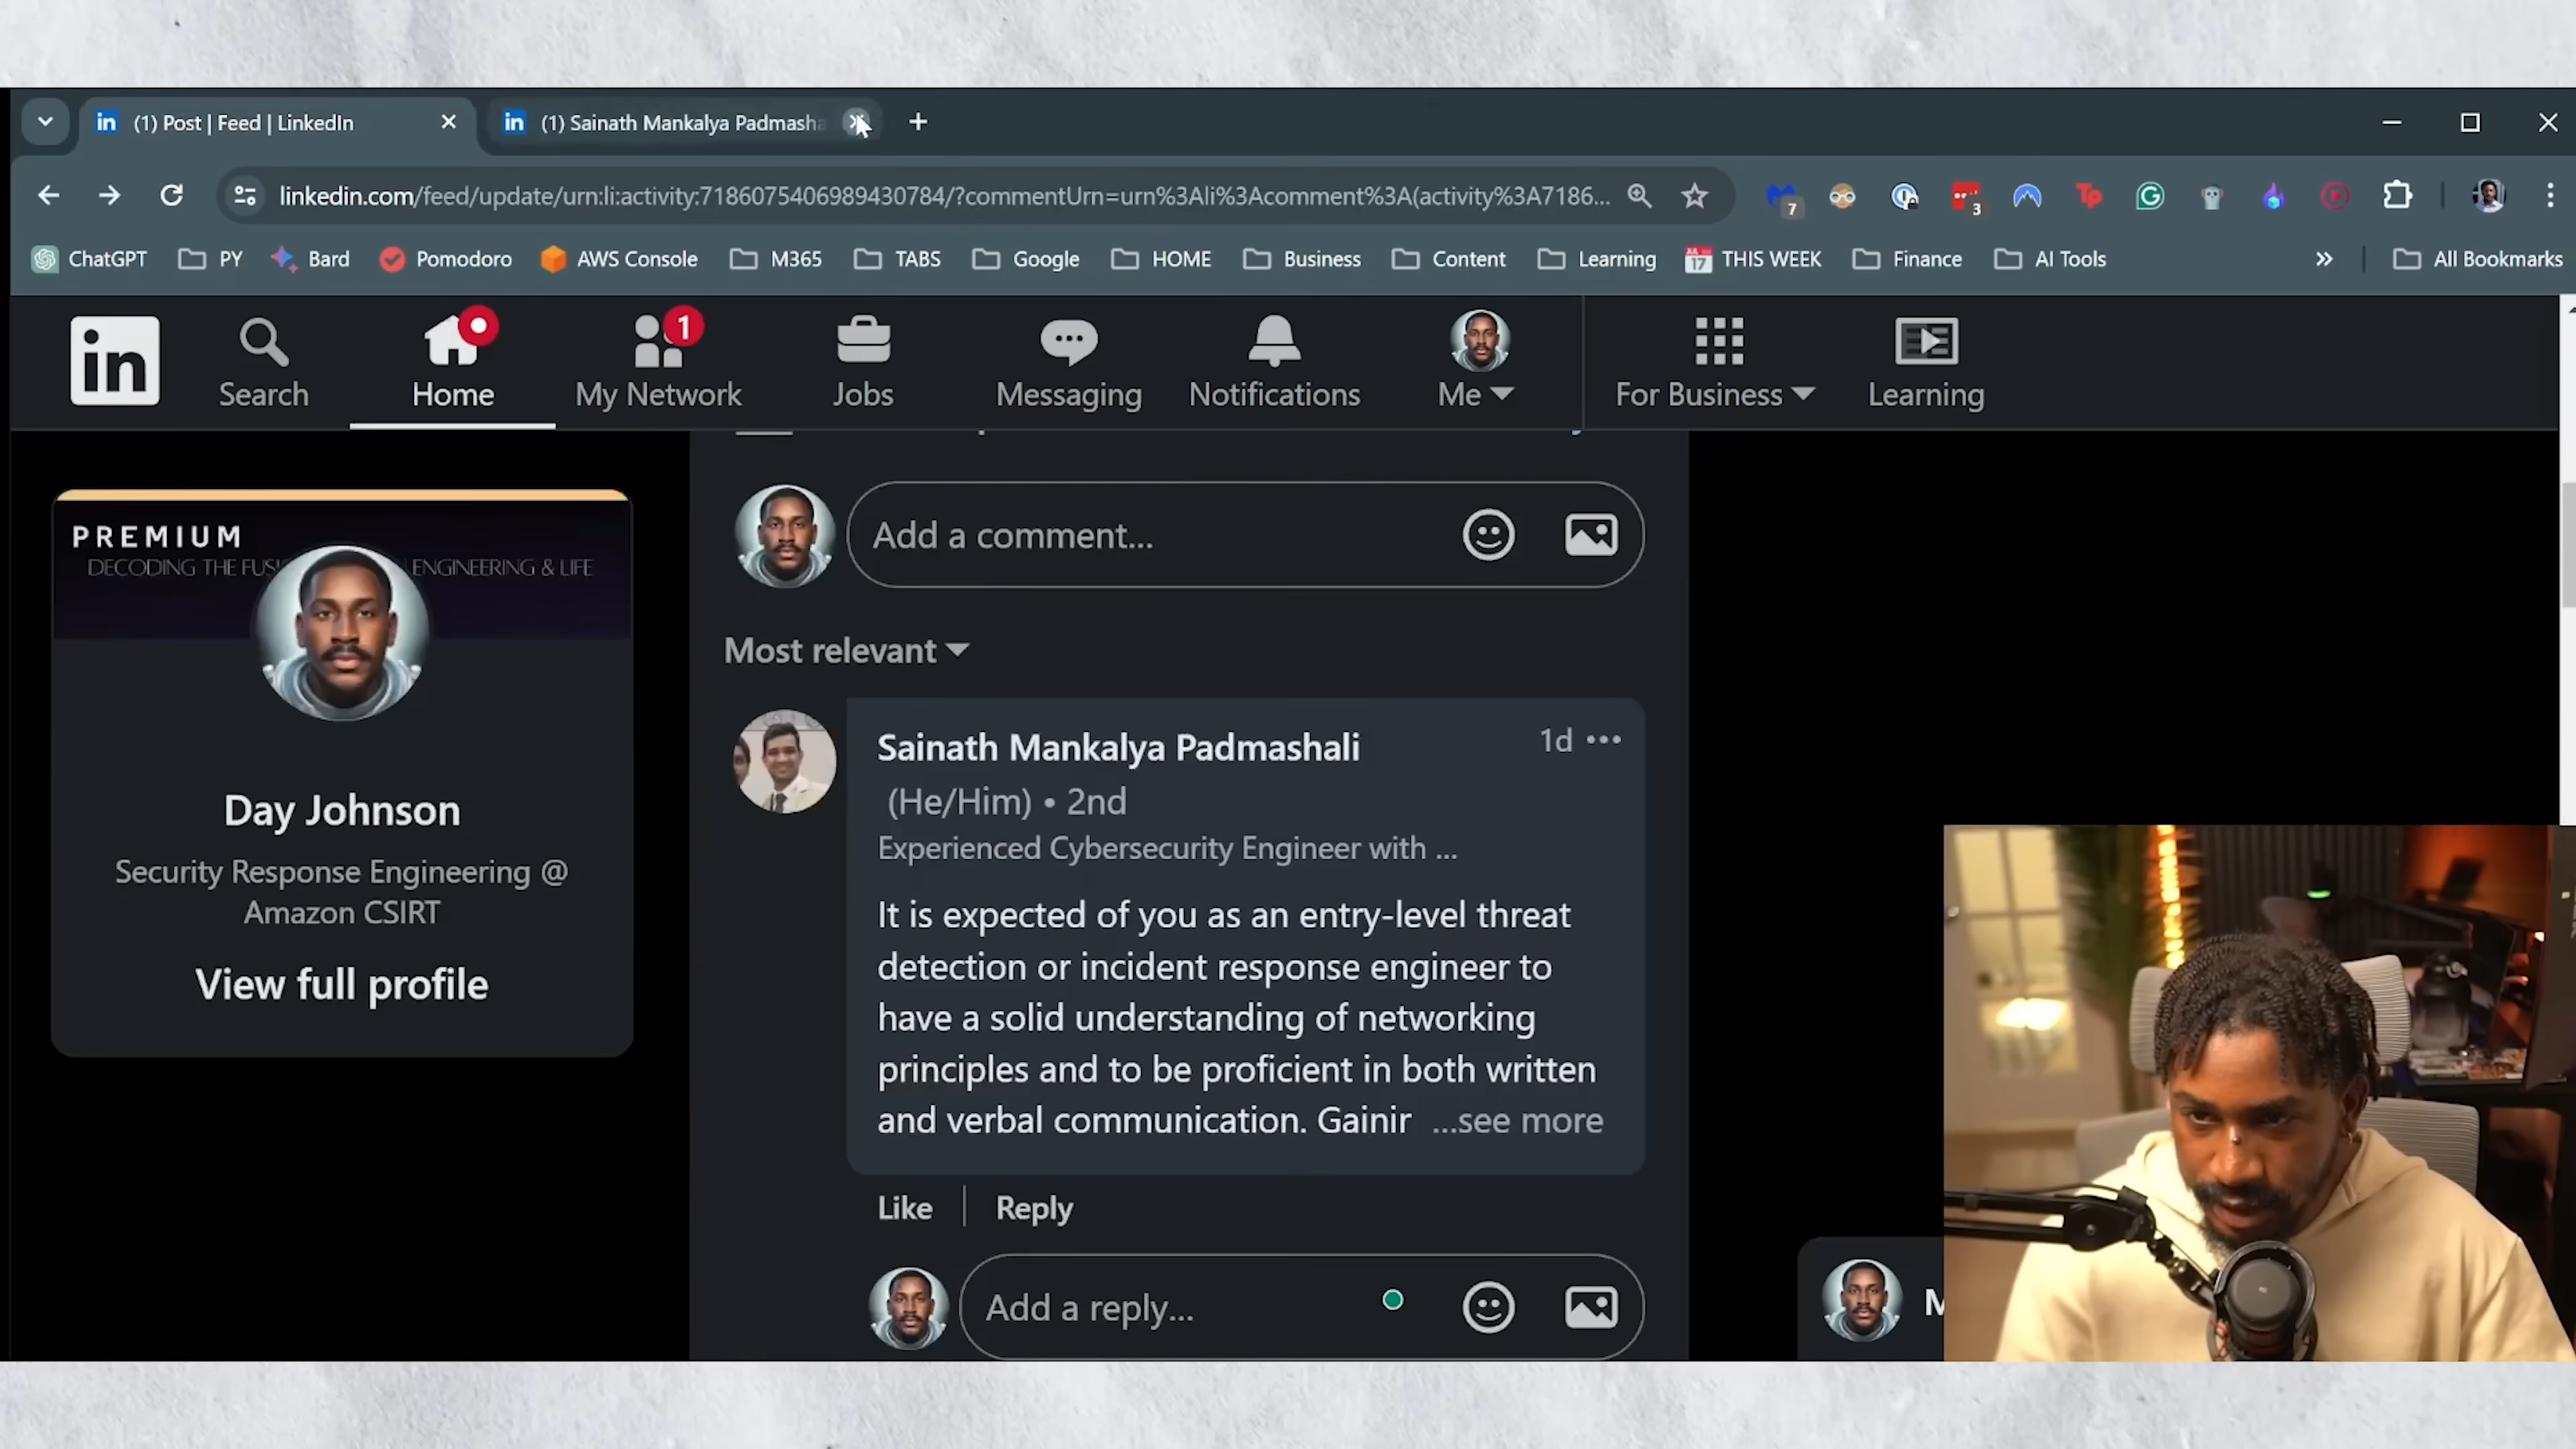 (1) Post | Feed | LinkedIn
(1) Sainath Mankalya Padmasha
linkedin.com/feed/update/urn:li:activity:7186075406989430784/?commentUrn=urn%3Ali%3Acomment%3A(activity%3A7186...
7
3
ChatGPT PY Bard Pomodoro AWS Console M365 TABS Google HOME Business Content Learning THIS WEEK Finance AI Tools All Bookmarks
JUL
17
in
Search
Home
1
My Network
Jobs
Messaging
Notifications
Me
For Business
Learning
PREMIUM
DECODING THE ENGINEERING & LIFE
Day Johnson
Security Response Engineering @
Amazon CSIRT
View full profile
Add a comment...
Most relevant
Sainath Mankalya Padmashali
1d
(He/Him) • 2nd
Experienced Cybersecurity Engineer with ...
It is expected of you as an entry-level threat
detection or incident response engineer to
have a solid understanding of networking
principles and to be proficient in both written
and verbal communication. Gainir ...see more
Like
Reply
Add a reply...
M